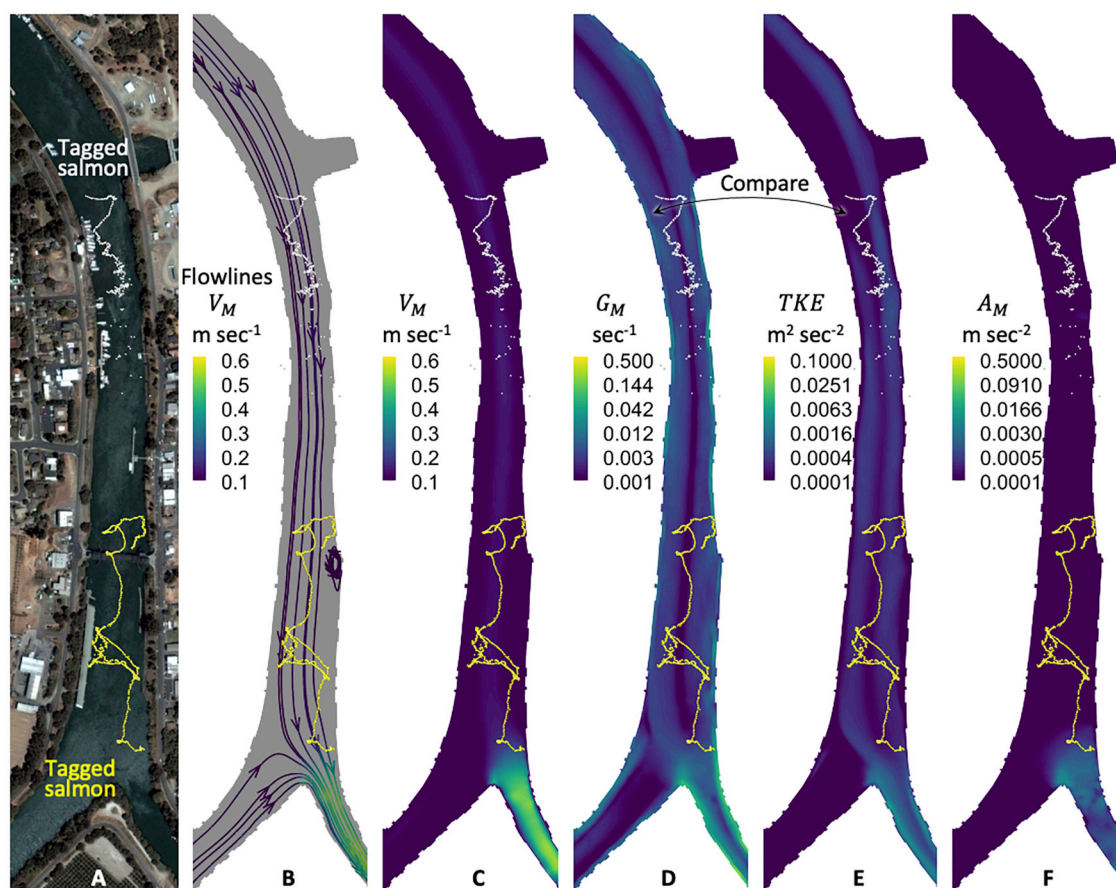 Tagged
salmon
Compare
Flowlines
V_M
m sec⁻¹
0.6
0.5
0.4
0.3
0.2
0.1
V_M
m sec⁻¹
0.6
0.5
0.4
0.3
0.2
0.1
G_M
sec⁻¹
0.500
0.144
0.042
0.012
0.003
0.001
TKE
m² sec⁻²
0.1000
0.0251
0.0063
0.0016
0.0004
0.0001
A_M
m sec⁻²
0.5000
0.0910
0.0166
0.0030
0.0005
0.0001
Tagged
salmon
A
B
C
D
E
F